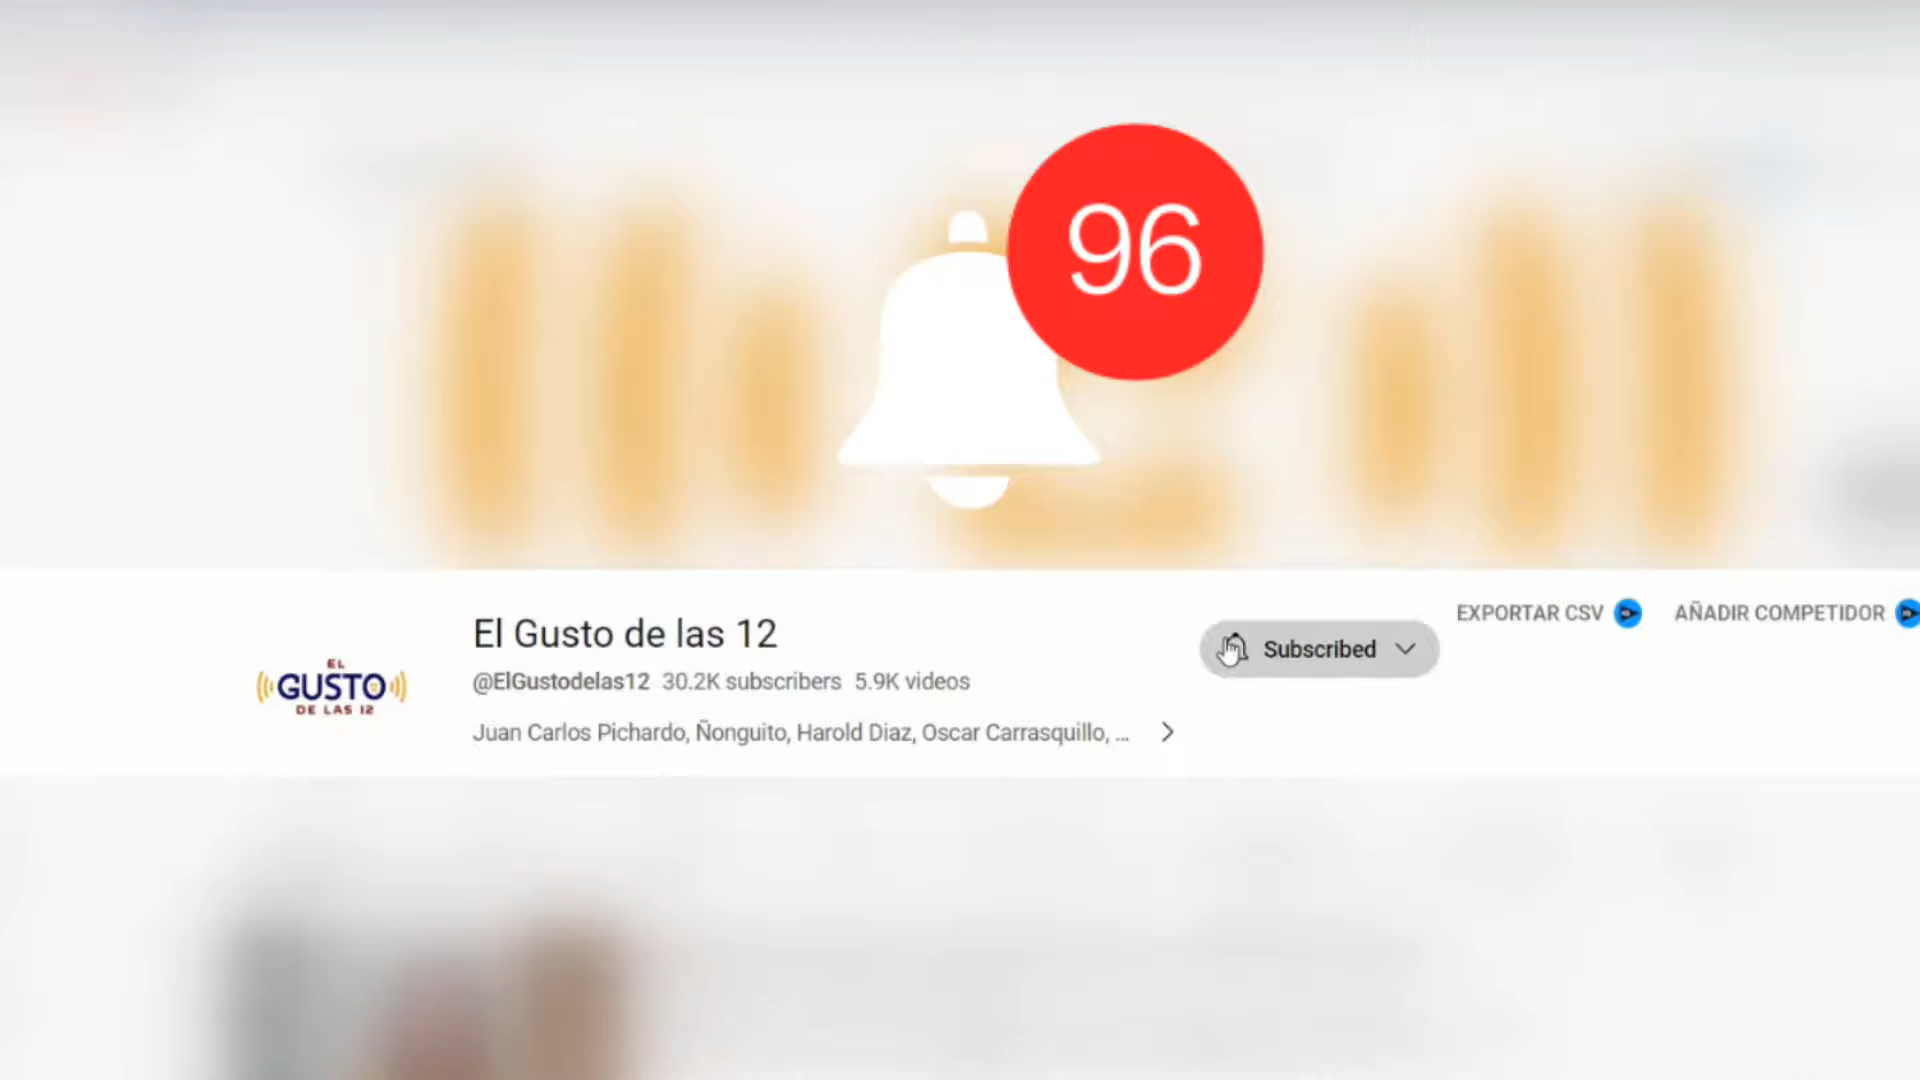 96
El Gusto de las 12
@ElGustodelas12 30.2K subscribers 5.9K videos
Juan Carlos Pichardo, Ñonguito, Harold Diaz, Oscar Carrasquillo, ...
Subscribed
EXPORTAR CSV
AÑADIR COMPETIDOR
EL
GUSTO
DE LAS 12